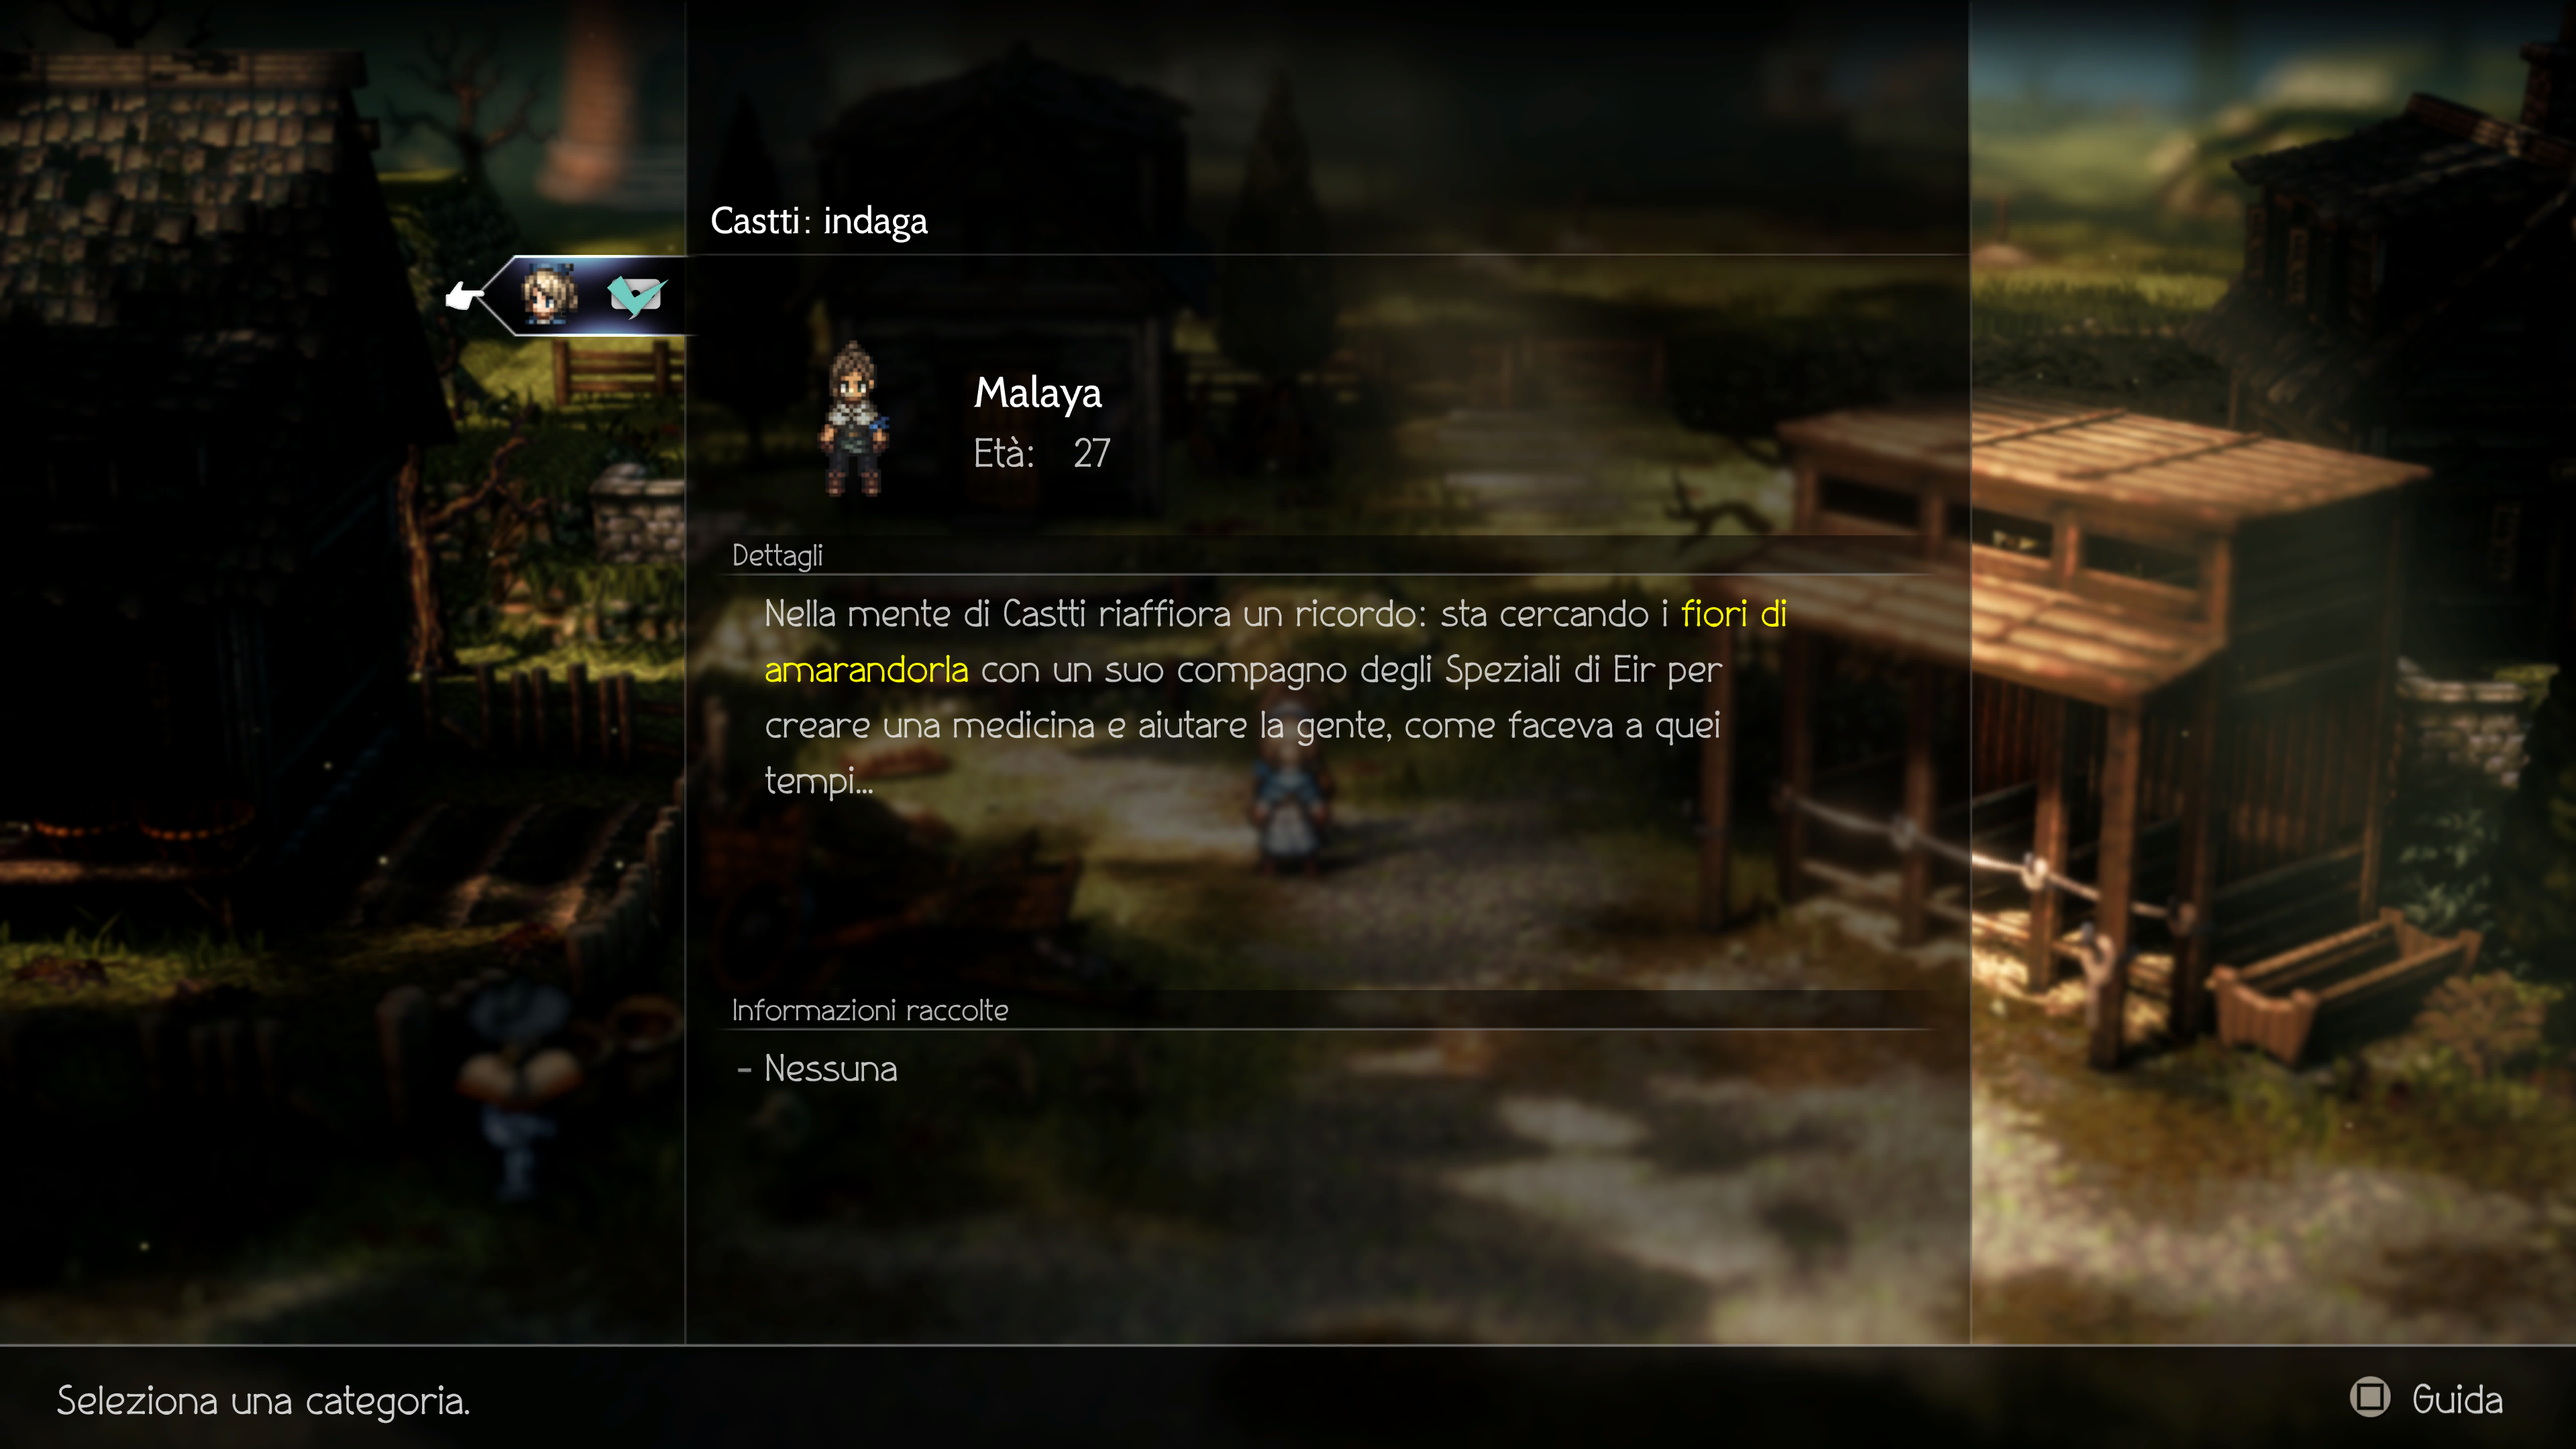 Castti: indaga
Malaya
Età: 27
Dettagli
Nella mente di Castti riaffiora un ricordo: sta cercando i fiori di
amarandorla con un suo compagno degli Speziali di Eir per
creare una medicina e aiutare la gente, come faceva a quei
tempi...
Informazioni raccolte
- Nessuna
Seleziona una categoria.
Guida